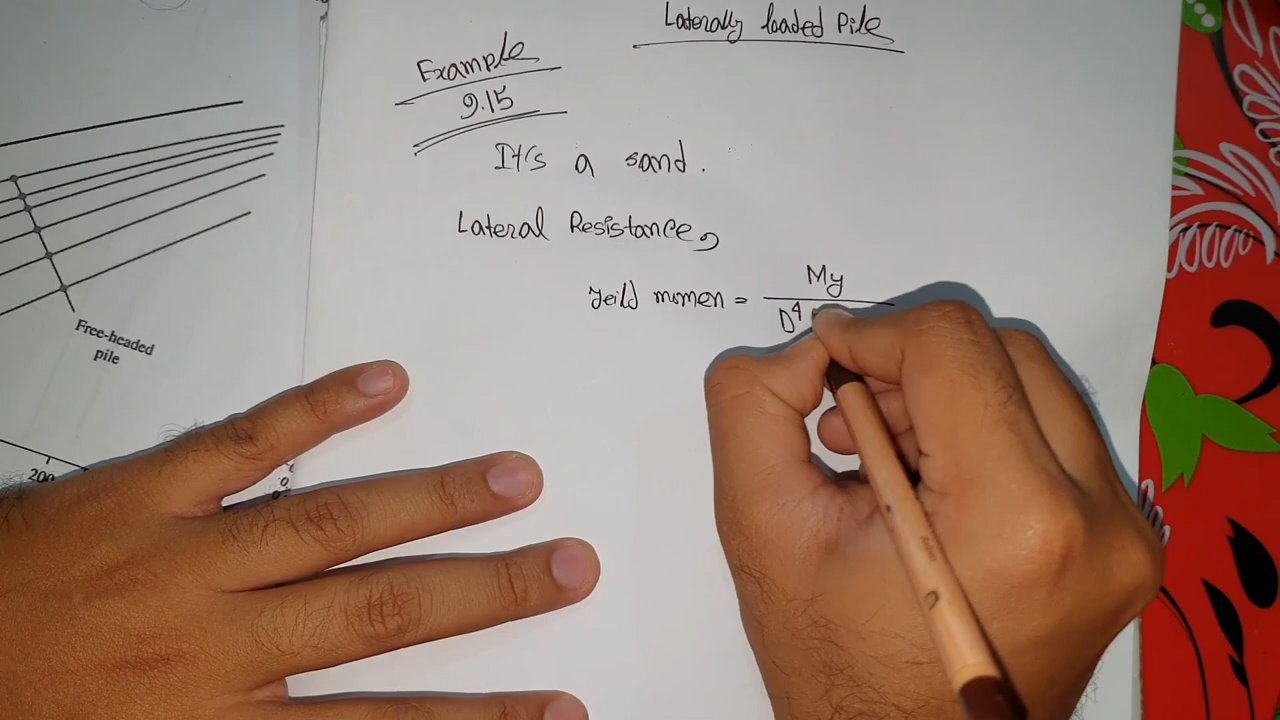 Laterally loaded Pile
Example
9.15
It's a sand.
Lateral Resistance,
Yeild momen = My
D4
Free-headed
pile
200